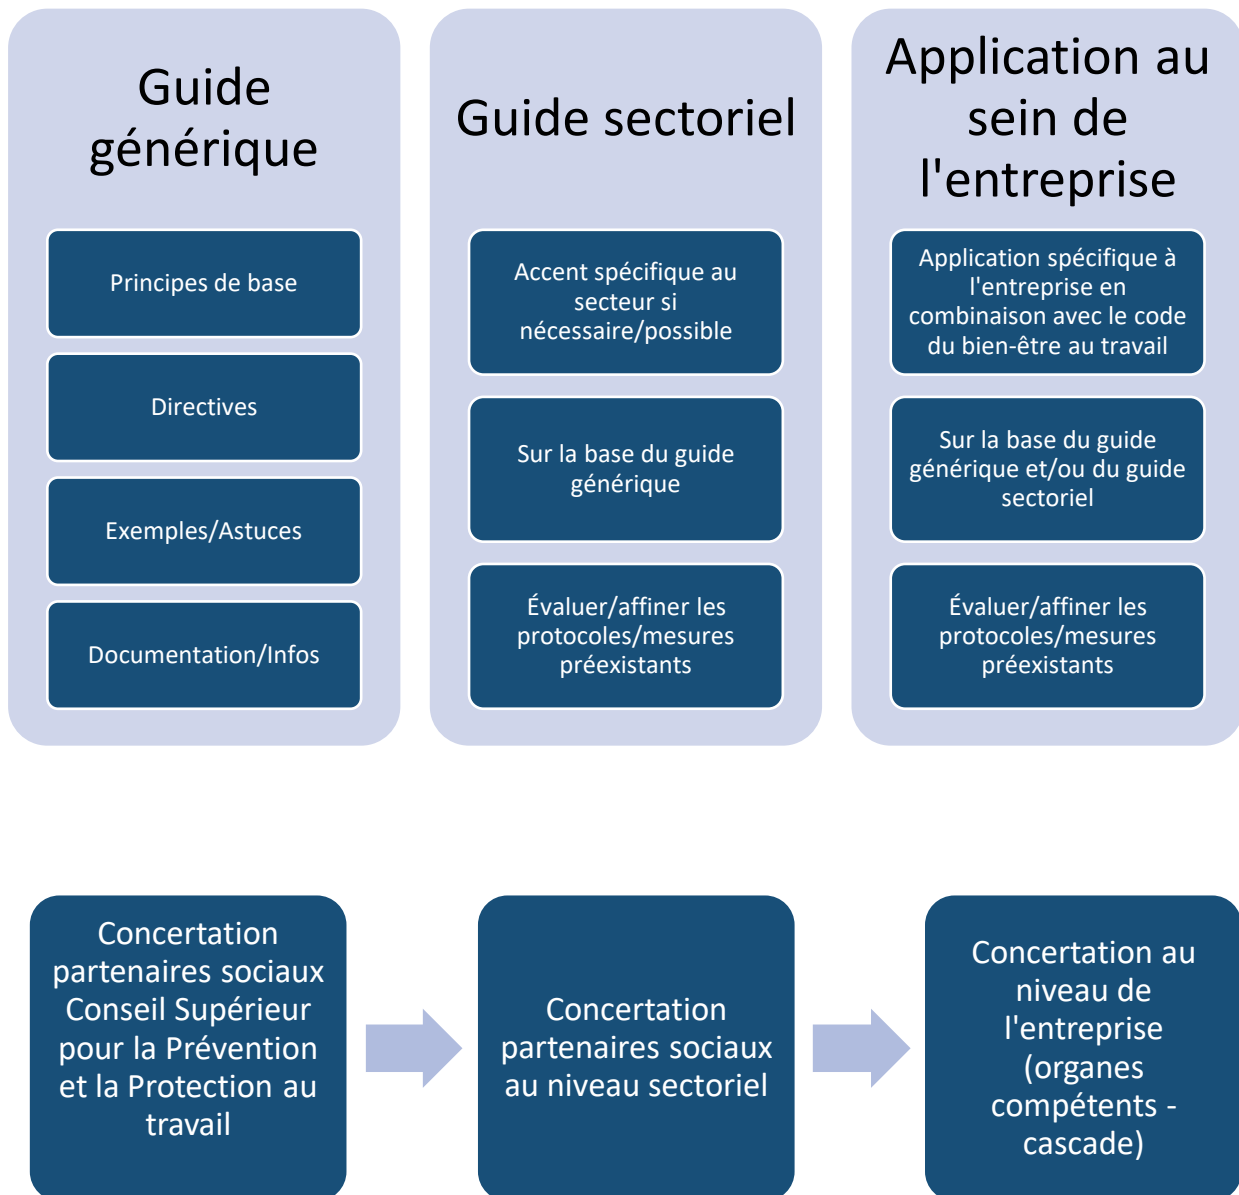 Guide
générique
Principes de base
Directives
Exemples/Astuces
Documentation/Infos
Guide sectoriel
Accent spécifique au
secteur si
nécessaire/possible
Sur la base du guide
générique
Évaluer/affiner les
protocoles/mesures
préexistants
Application au
sein de
l'entreprise
Application spécifique à
l'entreprise en
combinaison avec le code
du bien-être au travail
Sur la base du guide
générique et/ou du guide
sectoriel
Évaluer/affiner les
protocoles/mesures
préexistants
Concertation
partenaires sociaux
Conseil Supérieur
pour la Prévention
et la Protection au
travail
Concertation
partenaires sociaux
au niveau sectoriel
Concertation au
niveau de
l'entreprise
(organes
compétents -
cascade)